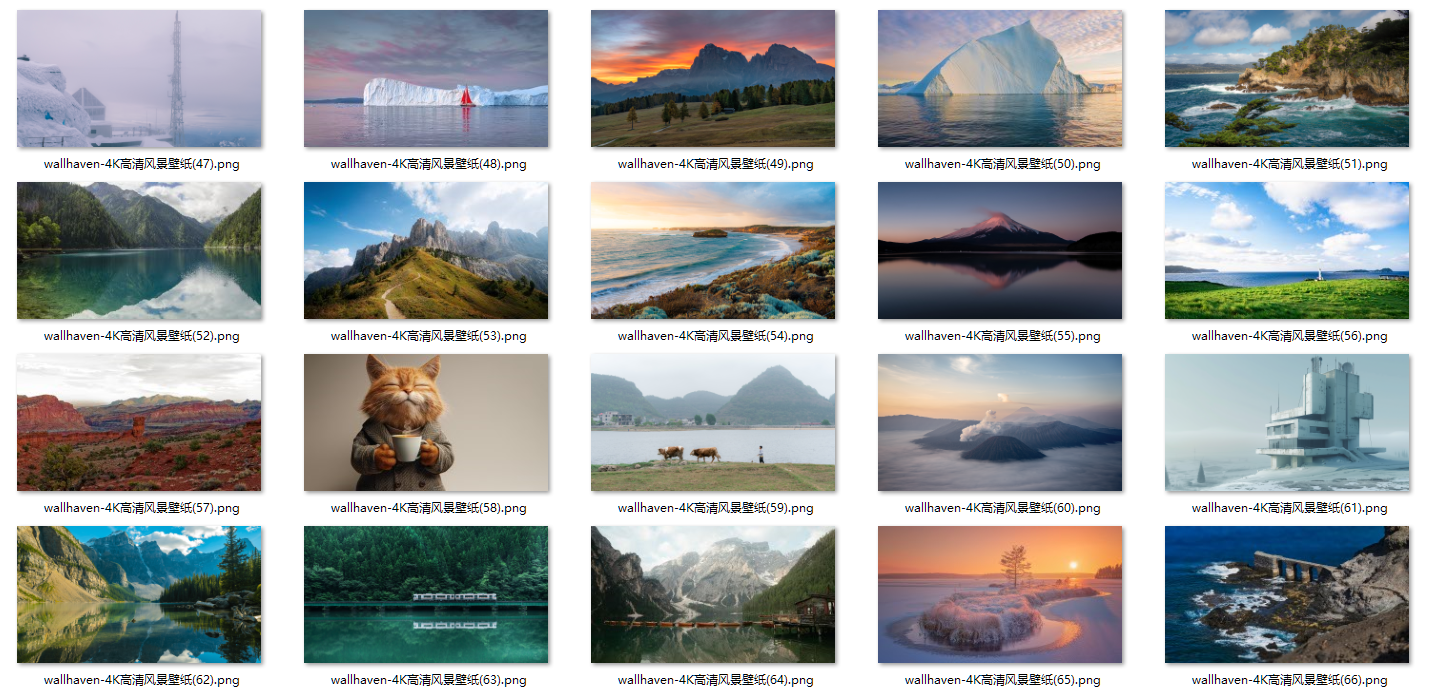 wallhaven-4K高清风景壁纸(47).png
wallhaven-4K高清风景壁纸(48).png
wallhaven-4K高清风景壁纸(49).png
wallhaven-4K高清风景壁纸(50).png
wallhaven-4K高清风景壁纸(51).png
wallhaven-4K高清风景壁纸(52).png
wallhaven-4K高清风景壁纸(53).png
wallhaven-4K高清风景壁纸(54).png
wallhaven-4K高清风景壁纸(55).png
wallhaven-4K高清风景壁纸(56).png
wallhaven-4K高清风景壁纸(57).png
wallhaven-4K高清风景壁纸(58).png
wallhaven-4K高清风景壁纸(59).png
wallhaven-4K高清风景壁纸(60).png
wallhaven-4K高清风景壁纸(61).png
wallhaven-4K高清风景壁纸(62).png
wallhaven-4K高清风景壁纸(63).png
wallhaven-4K高清风景壁纸(64).png
wallhaven-4K高清风景壁纸(65).png
wallhaven-4K高清风景壁纸(66).png